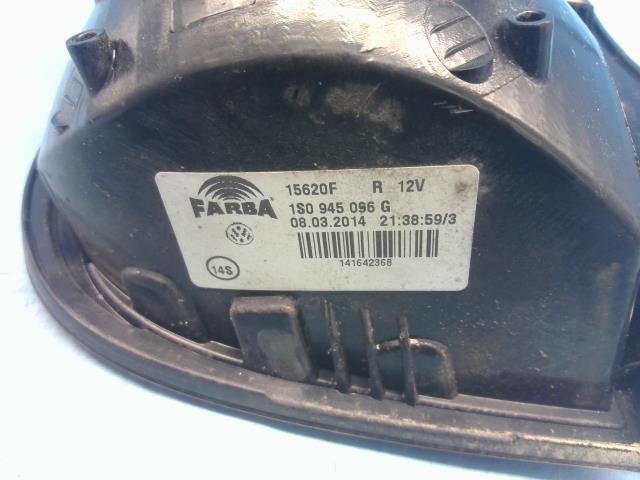 15620F R 12V
FARBA
1S0 945 096 G
08.03.2014 21:38:59/3
14S
141642368